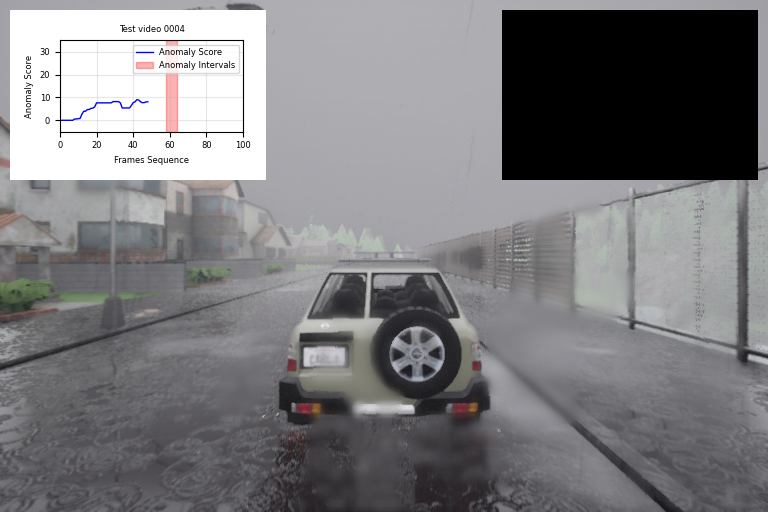 Test video 0004
Anomaly Score
30
20
10
0
Anomaly Score
Anomaly Intervals
0 20 40 60 80 100
Frames Sequence